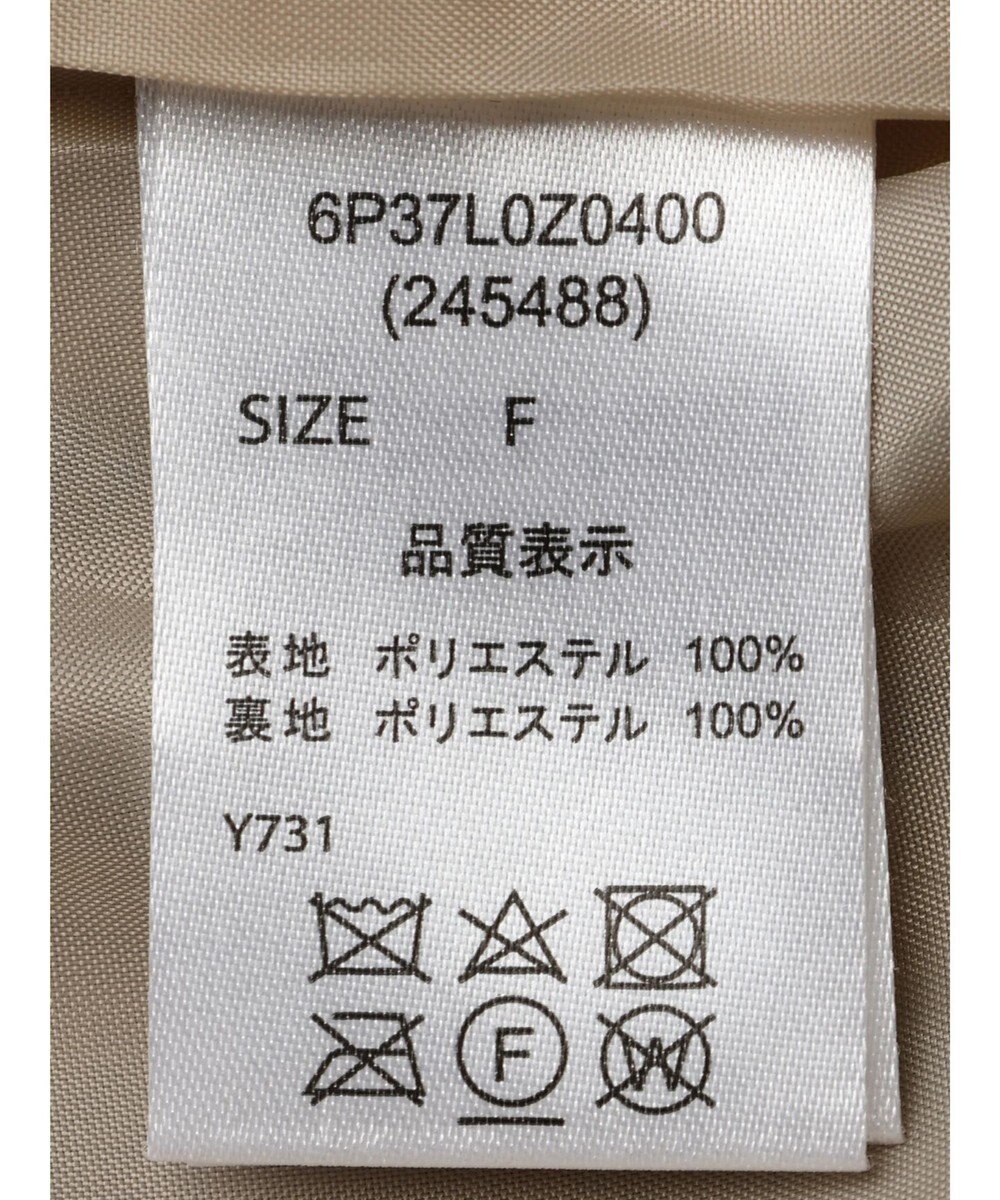 6P37L0Z0400
(245488)
SIZE F
品質表示
表地 ポリエステル 100%
裏地 ポリエステル 100%
Y731
F W